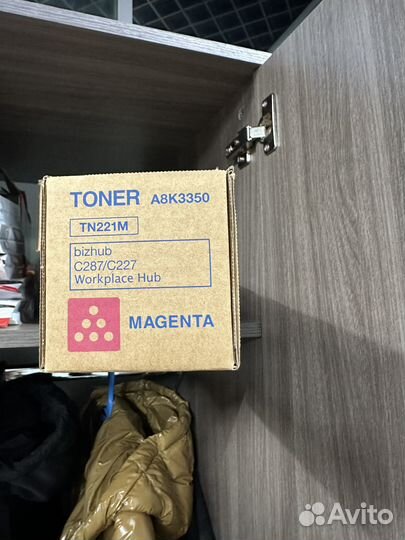 TONER A8K3350
TN221M
bizhub
C287/C227
Workplace Hub
MAGENTA
Avito